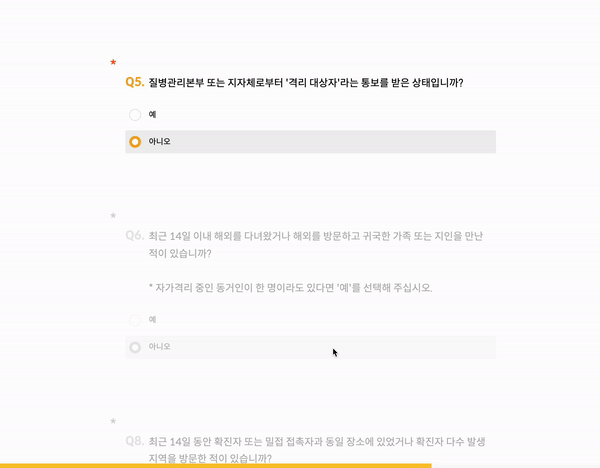 *
Q5. 질병관리본부 또는 지자체로부터 '격리 대상자'라는 통보를 받은 상태입니까?
예
아니오
*
Q6. 최근 14일 이내 해외를 다녀왔거나 해외를 방문하고 귀국한 가족 또는 지인을 만난
적이 있습니까?
* 자가격리 중인 동거인이 한 명이라도 있다면 '예'를 선택해 주십시오.
예
아니오
*
Q8. 최근 14일 동안 확진자 또는 밀접 접촉자와 동일 장소에 있었거나 확진자 다수 발생
지역을 방문한 적이 있습니까?